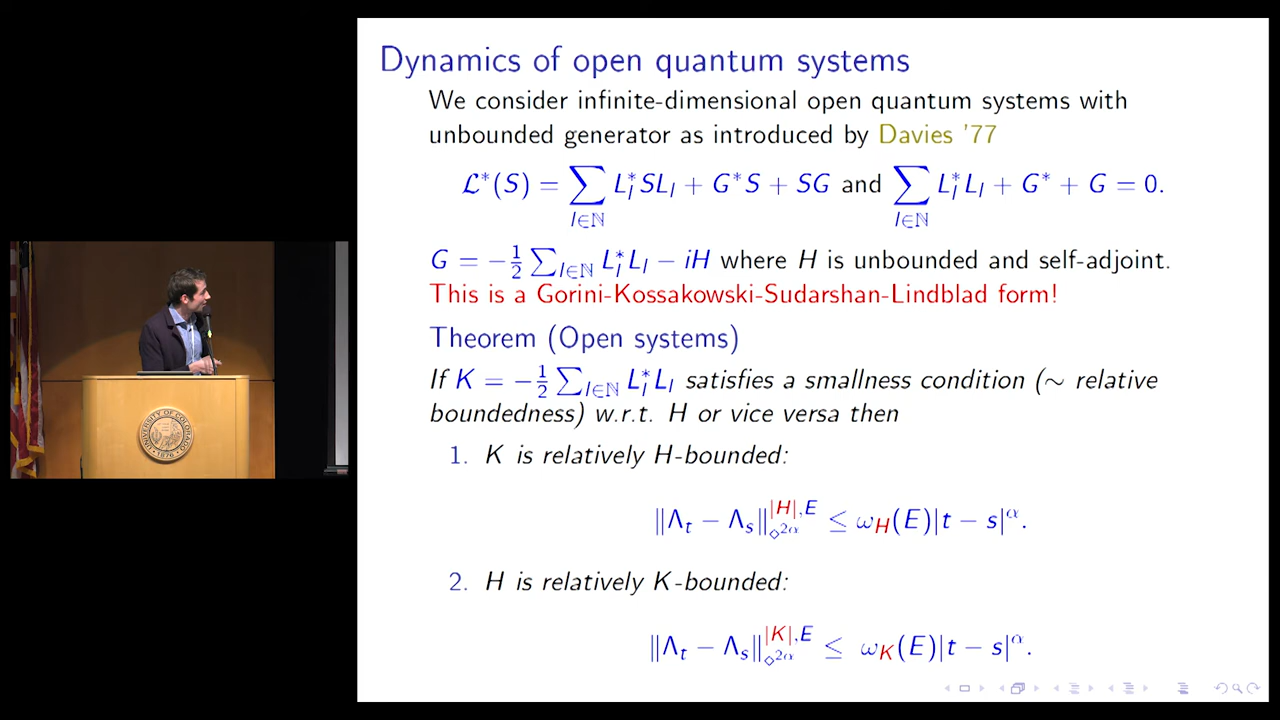 Dynamics of open quantum systems
We consider infinite-dimensional open quantum systems with
unbounded generator as introduced by Davies '77
𝓛*(S) = ∑_{l∈ℕ} L_l^* S L_l + G*S + SG and ∑_{l∈ℕ} L_l^* L_l + G* + G = 0.
G = −½ ∑_{l∈ℕ} L_l^* L_l − iH where H is unbounded and self-adjoint.
This is a Gorini-Kossakowski-Sudarshan-Lindblad form!
Theorem (Open systems)
If K = −½ ∑_{l∈ℕ} L_l^* L_l satisfies a smallness condition (∼ relative
boundedness) w.r.t. H or vice versa then
1. K is relatively H-bounded:
‖Λ_t − Λ_s‖_{◇^{2α}}^{|H|,E} ≤ ω_H(E)|t − s|^α.
2. H is relatively K-bounded:
‖Λ_t − Λ_s‖_{◇^{2α}}^{|K|,E} ≤ ω_K(E)|t − s|^α.
UNIVERSITY OF COLORADO
1876